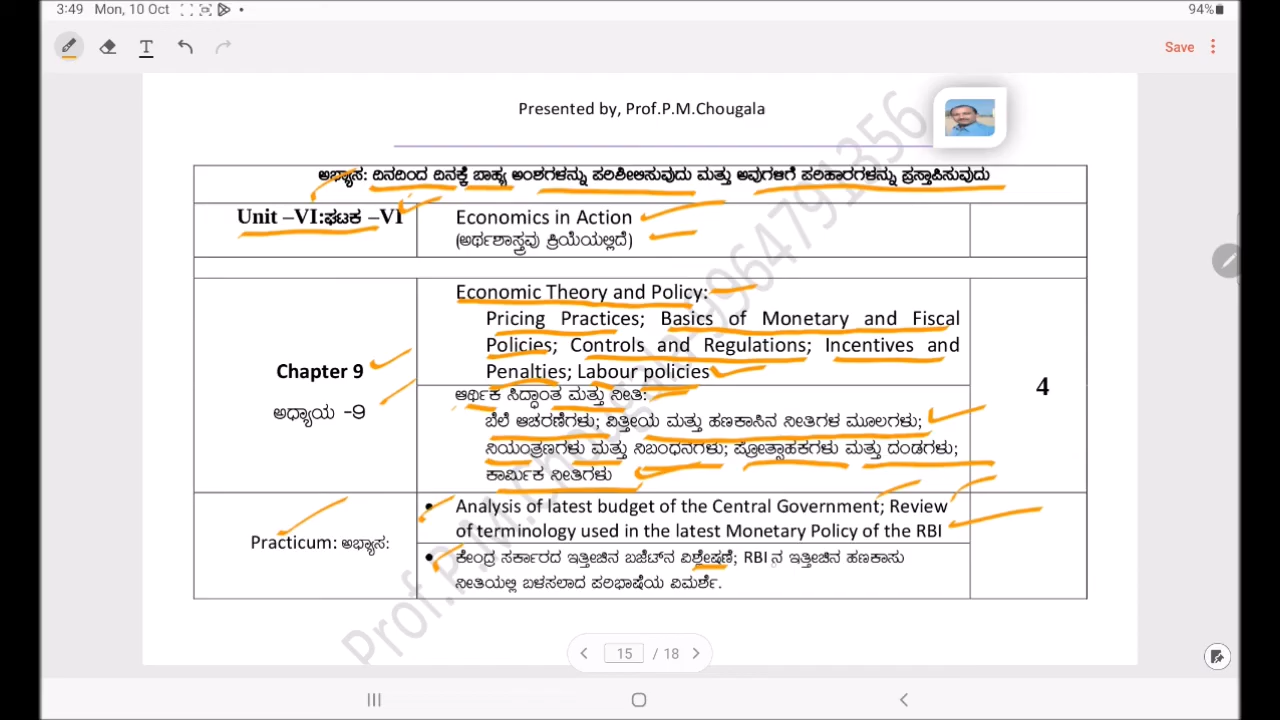 3:49 Mon, 10 Oct
94%
T
Save
Presented by, Prof.P.M.Chougala
ಅಭ್ಯಾಸ: ದಿನದಿಂದ ದಿನಕ್ಕೆ ಬಾಹ್ಯ ಅಂಶಗಳನ್ನು ಪರಿಶೀಲಿಸುವುದು ಮತ್ತು ಅವುಗಳಿಗೆ ಪರಿಹಾರಗಳನ್ನು ಪ್ರಸ್ತಾಪಿಸುವುದು
Unit –VI:ಘಟಕ –VI
Economics in Action
(ಅರ್ಥಶಾಸ್ತ್ರವು ಕ್ರಿಯೆಯಲ್ಲಿದೆ)
Chapter 9
ಅಧ್ಯಾಯ -9
Economic Theory and Policy:
Pricing Practices; Basics of Monetary and Fiscal
Policies; Controls and Regulations; Incentives and
Penalties; Labour policies
ಆರ್ಥಿಕ ಸಿದ್ಧಾಂತ ಮತ್ತು ನೀತಿ:
ಬೆಲೆ ಆಚರಣೆಗಳು; ವಿತ್ತೀಯ ಮತ್ತು ಹಣಕಾಸಿನ ನೀತಿಗಳ ಮೂಲಗಳು;
ನಿಯಂತ್ರಣಗಳು ಮತ್ತು ನಿಬಂಧನೆಗಳು; ಪ್ರೋತ್ಸಾಹಕಗಳು ಮತ್ತು ದಂಡಗಳು;
ಕಾರ್ಮಿಕ ನೀತಿಗಳು
4
Practicum: ಅಭ್ಯಾಸ:
• Analysis of latest budget of the Central Government; Review
of terminology used in the latest Monetary Policy of the RBI
• ಕೇಂದ್ರ ಸರ್ಕಾರದ ಇತ್ತೀಚಿನ ಬಜೆಟ್‌ನ ವಿಶ್ಲೇಷಣೆ; RBI ನ ಇತ್ತೀಚಿನ ಹಣಕಾಸು
ನೀತಿಯಲ್ಲಿ ಬಳಸಲಾದ ಪರಿಭಾಷೆಯ ವಿಮರ್ಶೆ.
Prof.P.M.Chougala-9964791356
15 / 18